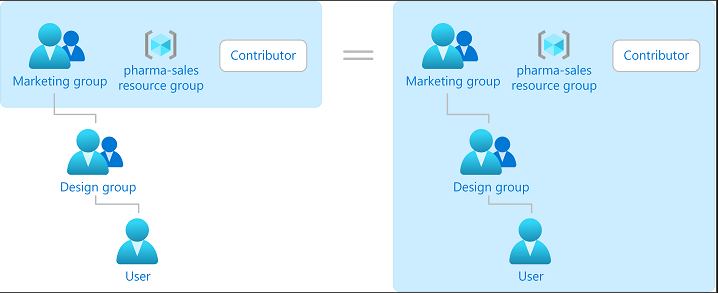 Marketing group
pharma-sales
resource group
Contributor
Design group
User
Marketing group
pharma-sales
resource group
Contributor
Design group
User